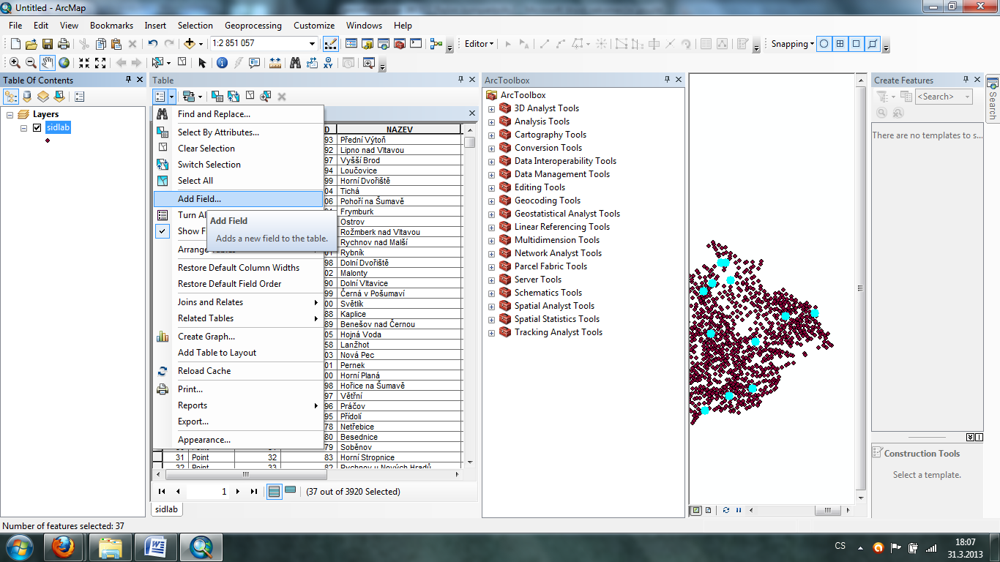 Untitled - ArcMap
File Edit View Bookmarks Insert Selection Geoprocessing Customize Windows Help
1:2 851 057
Editor
Snapping
Table Of Contents
Layers
sidlab
Table
Find and Replace...
Select By Attributes...
Clear Selection
Switch Selection
Select All
Add Field...
Turn Al
Show F
Arrange Tables
Restore Default Column Widths
Restore Default Field Order
Joins and Relates
Related Tables
Create Graph...
Add Table to Layout
Reload Cache
Print...
Reports
Export...
Appearance...
Add Field
Adds a new field to the table.
D NAZEV
93 Přední Výtoň
92 Lipno nad Vltavou
97 Vyšší Brod
94 Loučovice
99 Horní Dvořiště
04 Tichá
06 Pohoří na Šumavě
Frymburk
Ostrov
Rožmberk nad Vltavou
Rychnov nad Malší
01 Rybník
98 Dolní Dvořiště
02 Malonty
90 Dolní Vltavice
99 Černá v Pošumaví
00 Světlík
88 Kaplice
89 Benešov nad Černou
05 Hojná Voda
58 Lanžhot
03 Nová Pec
01 Pernek
00 Horní Planá
98 Hořice na Šumavě
97 Větřní
96 Práčov
95 Přídolí
78 Netřebice
80 Besednice
79 Soběnov
31 Point 32 83 Horní Stropnice
32 Point 33 82 Rychnov u Nových Hradů
1
(37 out of 3920 Selected)
sidlab
ArcToolbox
ArcToolbox
3D Analyst Tools
Analysis Tools
Cartography Tools
Conversion Tools
Data Interoperability Tools
Data Management Tools
Editing Tools
Geocoding Tools
Geostatistical Analyst Tools
Linear Referencing Tools
Multidimension Tools
Network Analyst Tools
Parcel Fabric Tools
Server Tools
Schematics Tools
Spatial Analyst Tools
Spatial Statistics Tools
Tracking Analyst Tools
Create Features
<Search>
There are no templates to s...
Construction Tools
Select a template.
Search
Number of features selected: 37
CS
18:07
31.3.2013